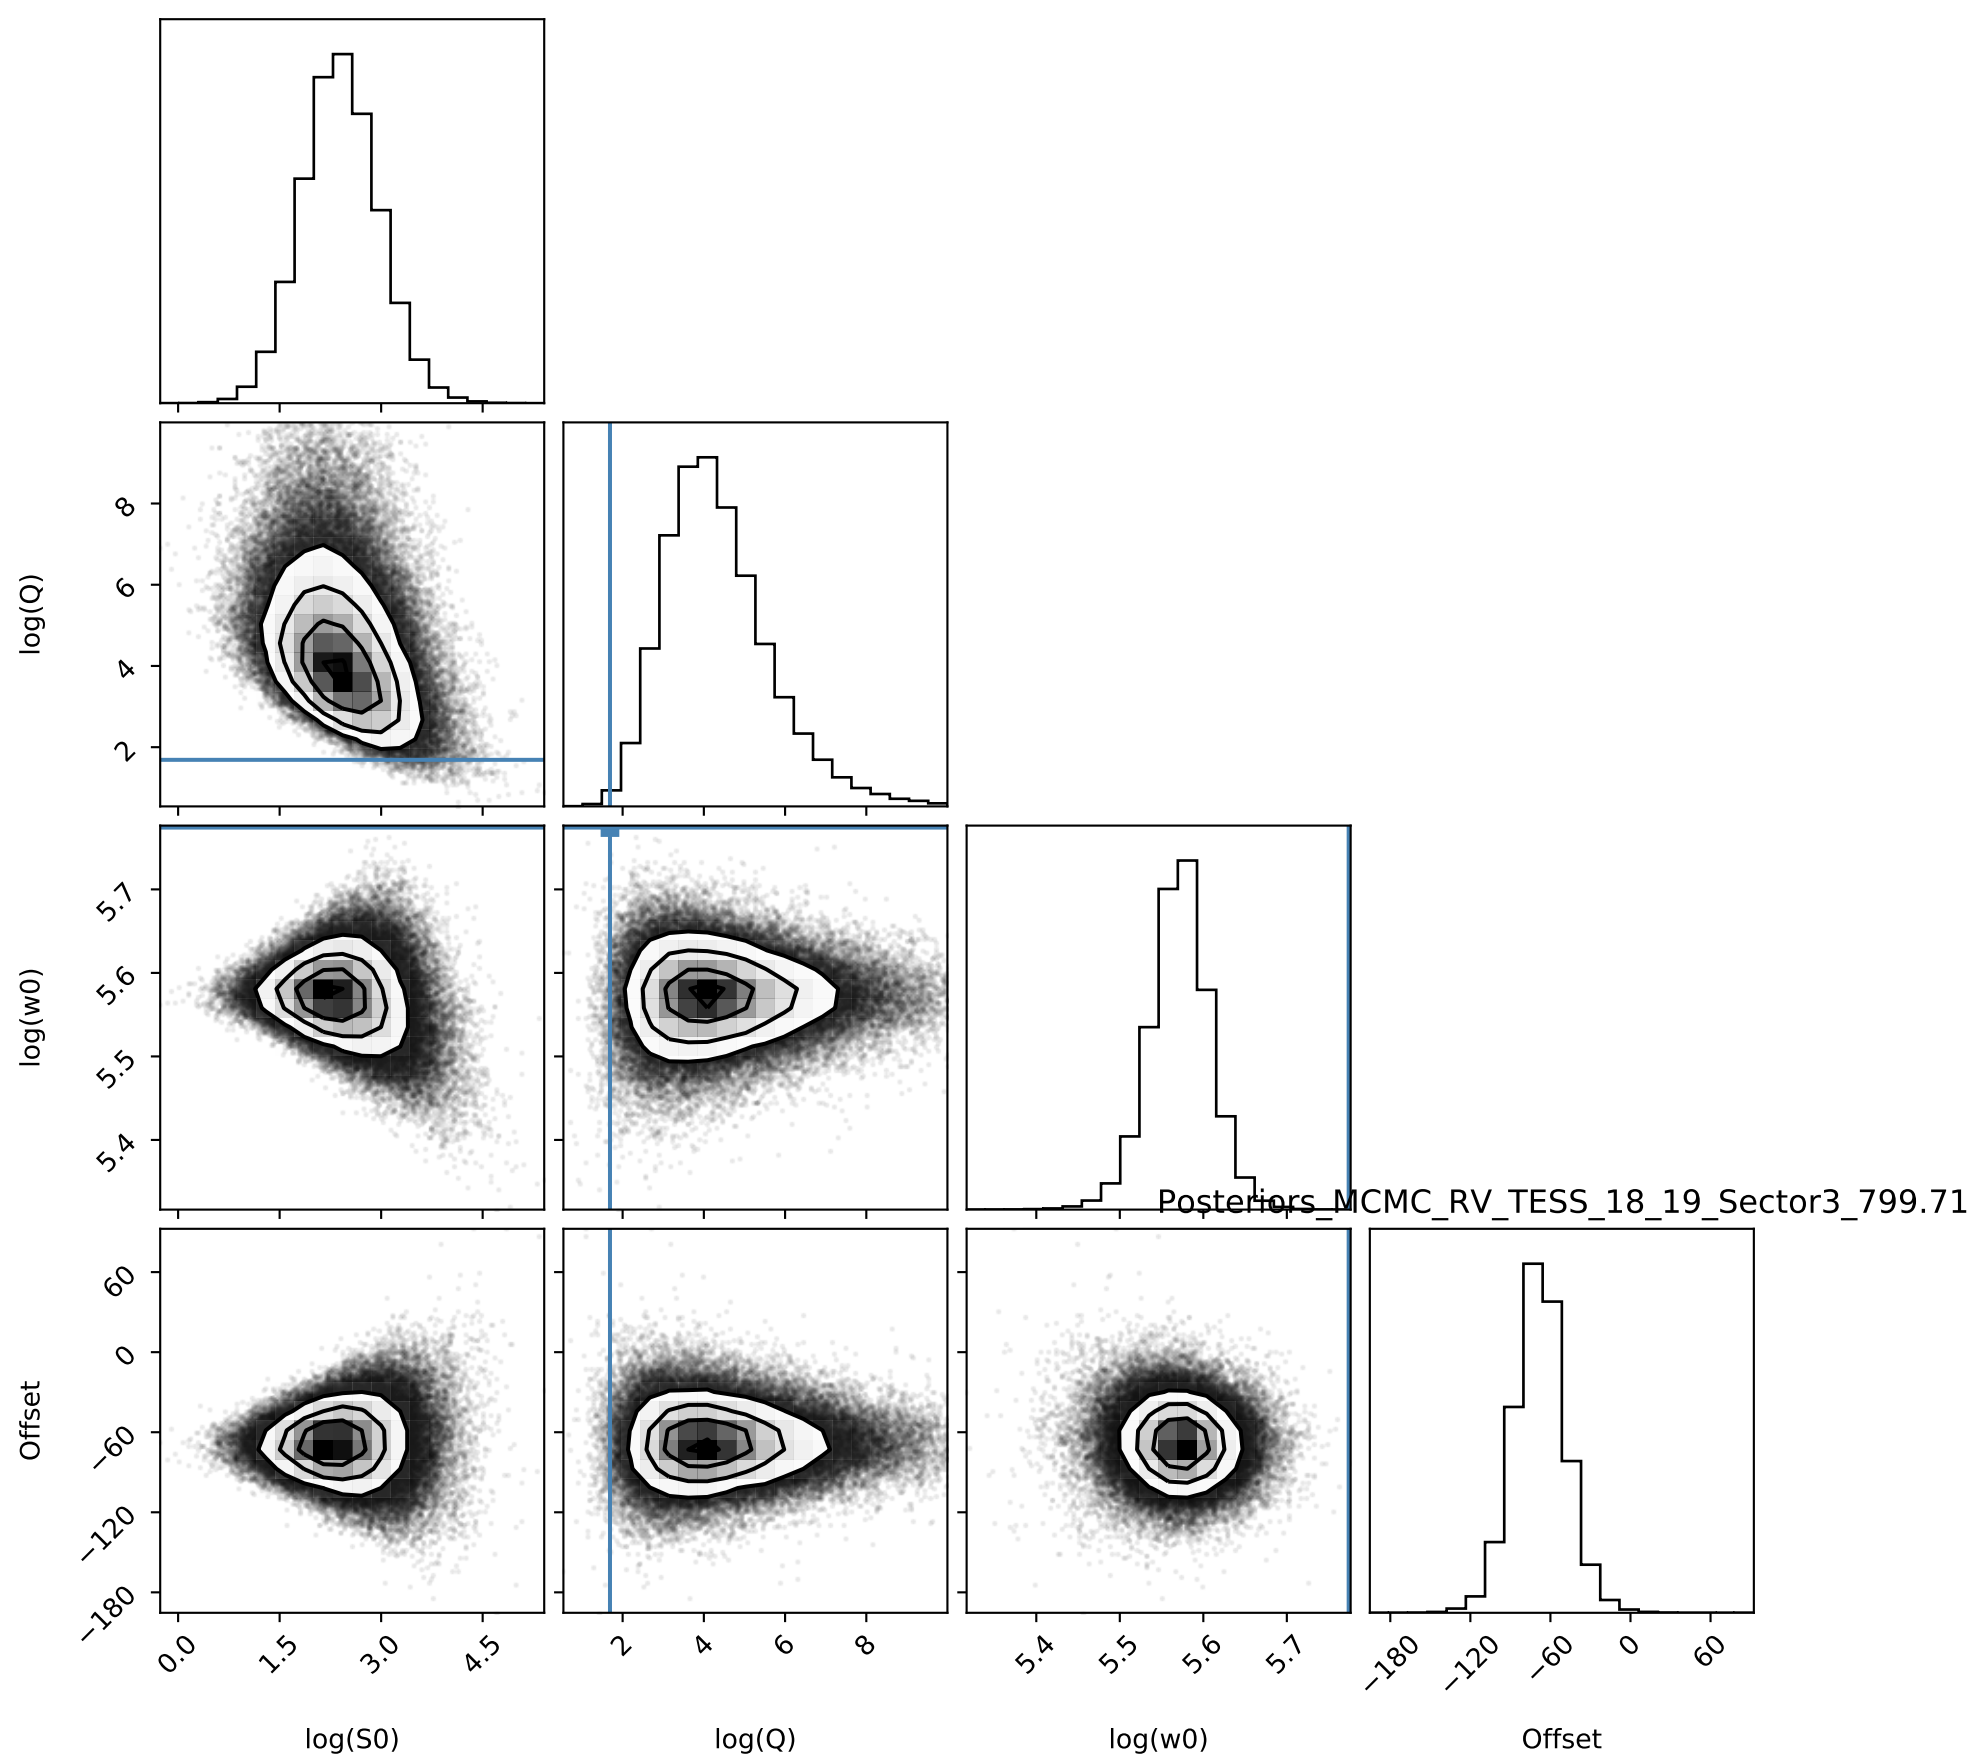 log(Q)
8
6
4
2
log(w0)
5.7
5.6
5.5
5.4
Posteriors_MCMC_RV_TESS_18_19_Sector3_799.71
Offset
60
0
−60
−120
−180
0.0 1.5 3.0 4.5 2 4 6 8 5.4 5.5 5.6 5.7 −180 −120 −60 0 60
log(S0) log(Q) log(w0) Offset